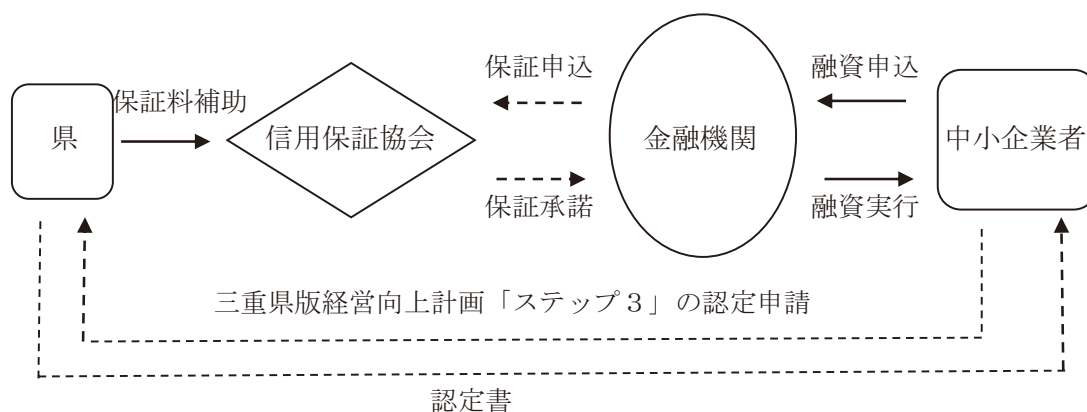 保証申込
融資申込
保証料補助
県
信用保証協会
金融機関
中小企業者
保証承諾
融資実行
三重県版経営向上計画「ステップ３」の認定申請
認定書